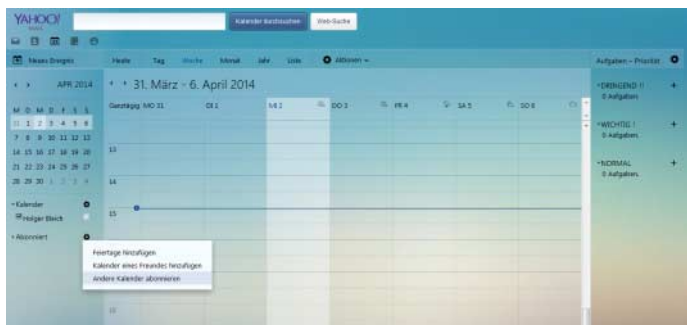 YAHOO!
Kalender durchsuchen
Web-Suche
Neues Ereignis
Heute
Tag
Woche
Monat
Jahr
Liste
Aktionen
Aufgaben – Priorität
APR 2014
31. März - 6. April 2014
M D M D F S S
31 1 2 3 4 5 6
7 8 9 10 11 12 13
14 15 16 17 18 19 20
21 22 23 24 25 26 27
28 29 30 1 2 3 4
Ganztägig MO 31
DI 1
MI 2
DO 3
FR 4
SA 5
SO 6
13
14
15
DRINGEND !!
0 Aufgaben
WICHTIG !
0 Aufgaben
NORMAL
0 Aufgaben
Kalender
Holger Bleich
Abonniert
Feiertage hinzufügen
Kalender eines Freundes hinzufügen
Andere Kalender abonnieren